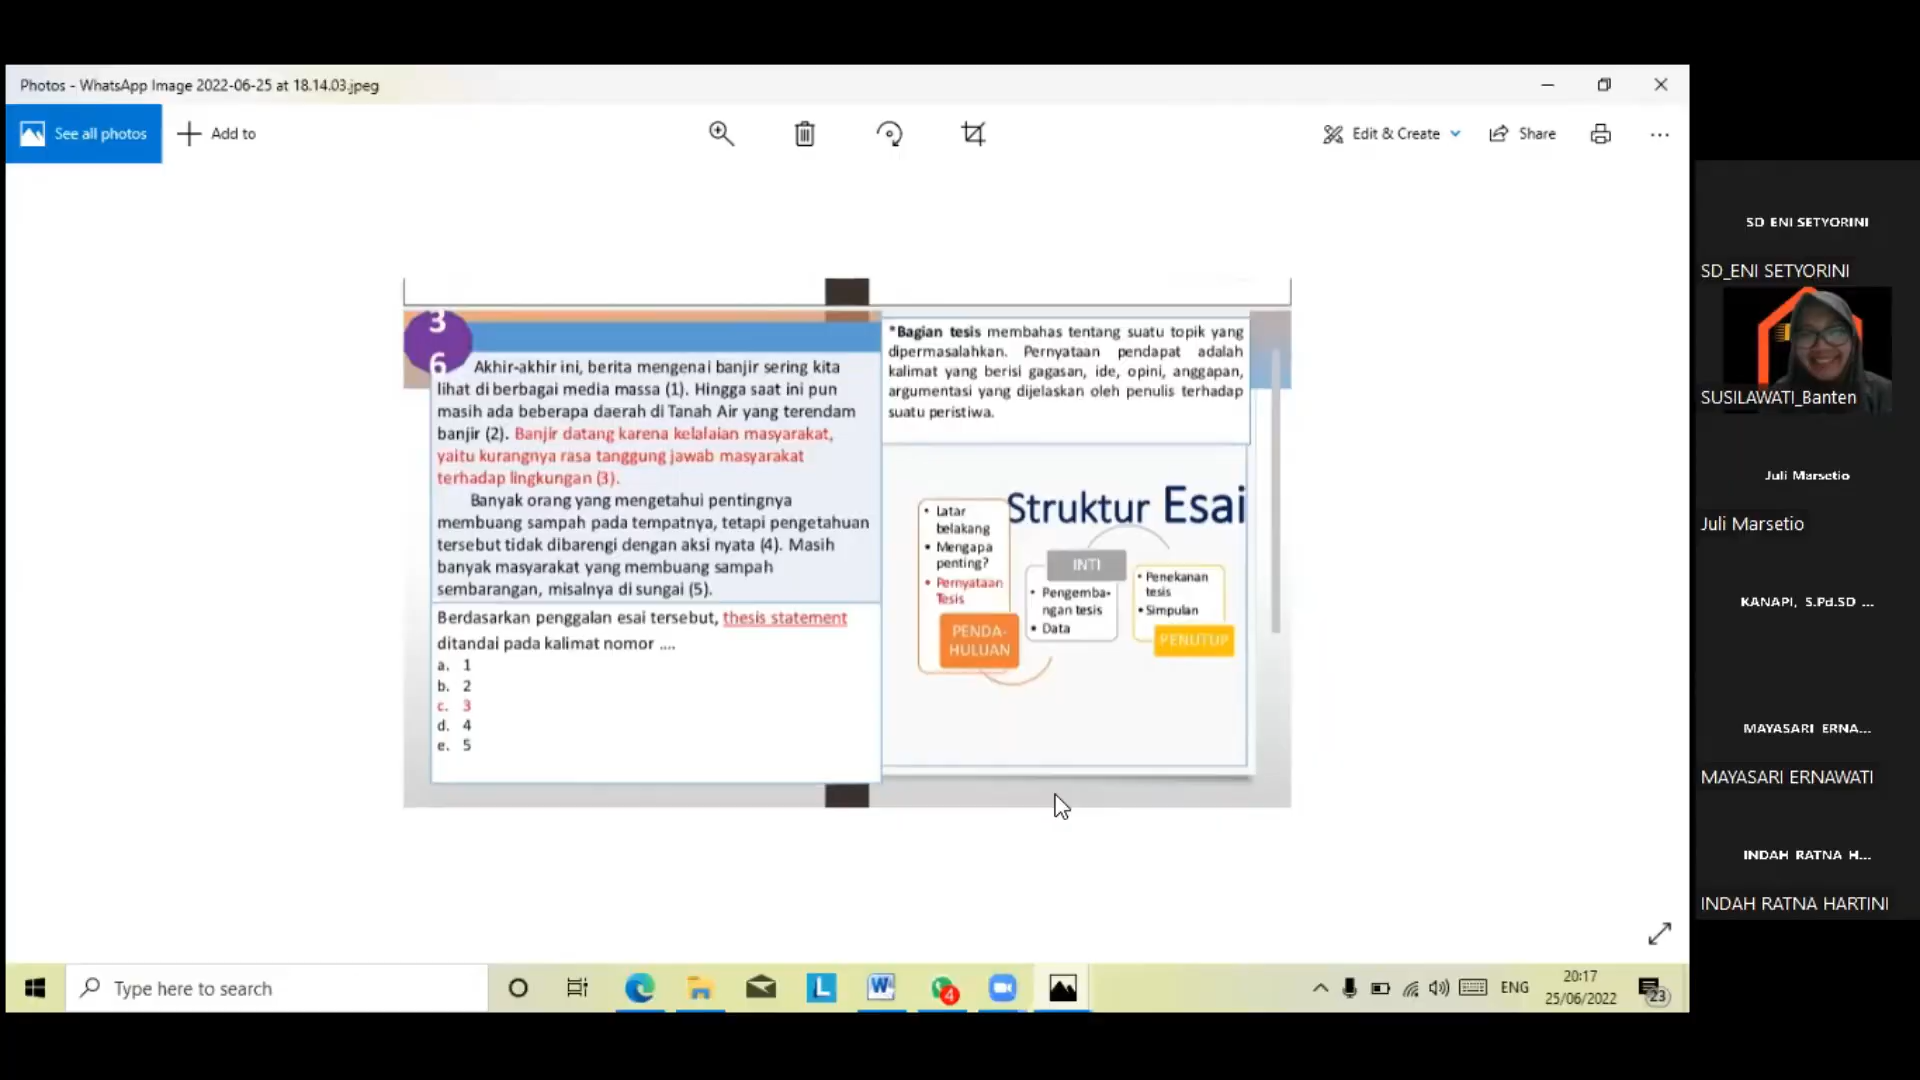 Photos - WhatsApp Image 2022-06-25 at 18.14.03.jpeg
See all photos
Add to
Edit & Create
Share
3
6
Akhir-akhir ini, berita mengenai banjir sering kita
lihat di berbagai media massa (1). Hingga saat ini pun
masih ada beberapa daerah di Tanah Air yang terendam
banjir (2). Banjir datang karena kelalaian masyarakat,
yaitu kurangnya rasa tanggung jawab masyarakat
terhadap lingkungan (3).
Banyak orang yang mengetahui pentingnya
membuang sampah pada tempatnya, tetapi pengetahuan
tersebut tidak dibarengi dengan aksi nyata (4). Masih
banyak masyarakat yang membuang sampah
sembarangan, misalnya di sungai (5).
Berdasarkan penggalan esai tersebut, thesis statement
ditandai pada kalimat nomor ....
a. 1
b. 2
c. 3
d. 4
e. 5
*Bagian tesis membahas tentang suatu topik yang
dipermasalahkan. Pernyataan pendapat adalah
kalimat yang berisi gagasan, ide, opini, anggapan,
argumentasi yang dijelaskan oleh penulis terhadap
suatu peristiwa.
Struktur Esai
• Latar
belakang
• Mengapa
penting?
• Pernyataan
Tesis
PENDA-
HULUAN
INTI
• Pengemba-
ngan tesis
• Data
• Penekanan
tesis
• Simpulan
PENUTUP
SD ENI SETYORINI
SD_ENI SETYORINI
SUSILAWATI_Banten
Juli Marsetio
Juli Marsetio
KANAPI, S.Pd.SD ...
MAYASARI ERNA...
MAYASARI ERNAWATI
INDAH RATNA H...
INDAH RATNA HARTINI
Type here to search
L
W
4
ENG
20:17
25/06/2022
23